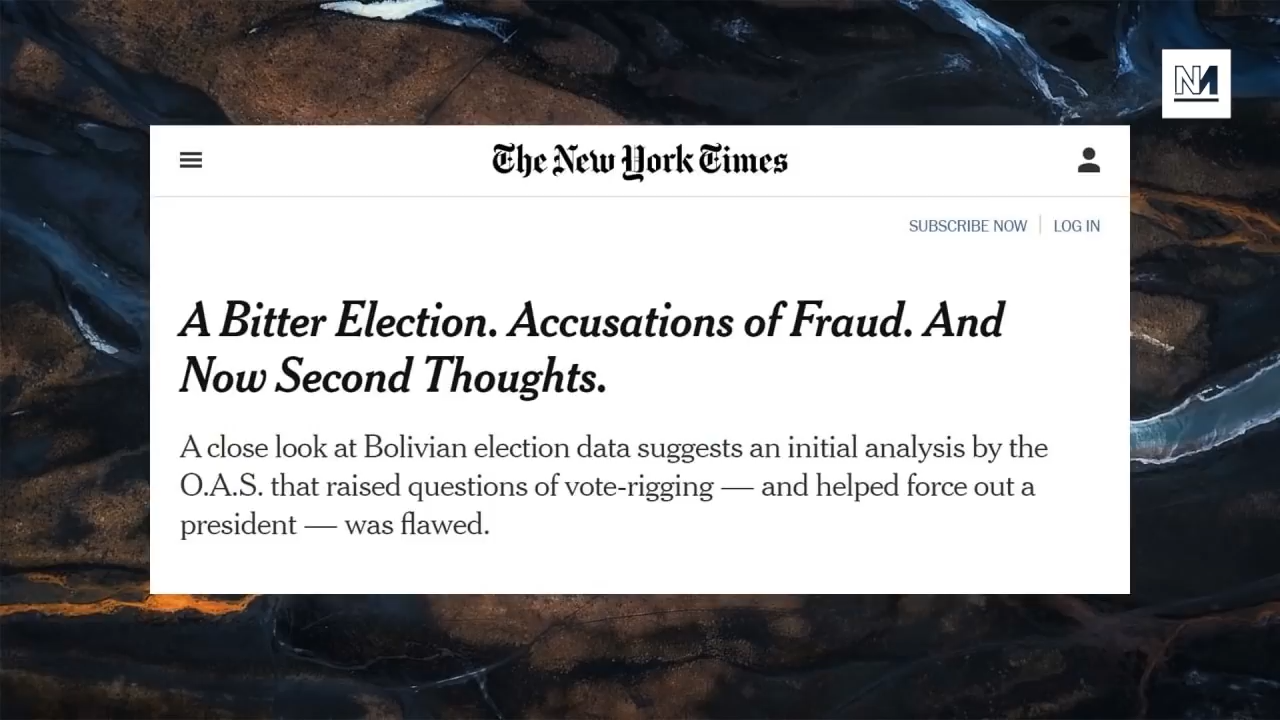 NM
The New York Times
SUBSCRIBE NOW
LOG IN
A Bitter Election. Accusations of Fraud. And
Now Second Thoughts.
A close look at Bolivian election data suggests an initial analysis by the
O.A.S. that raised questions of vote-rigging — and helped force out a
president — was flawed.